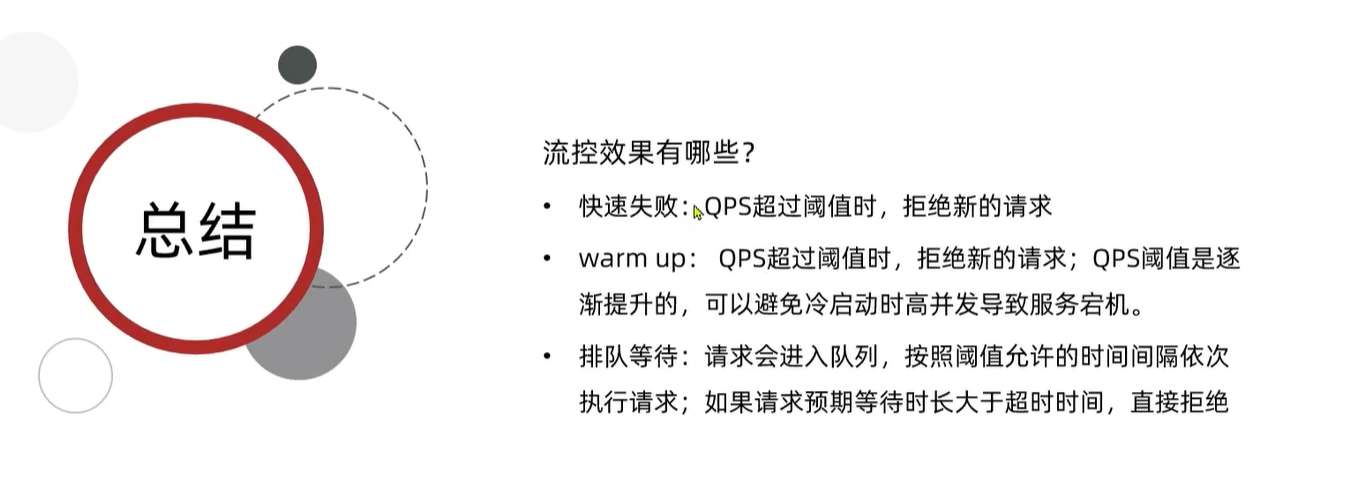 总结
流控效果有哪些？
• 快速失败：QPS超过阈值时，拒绝新的请求
• warm up： QPS超过阈值时，拒绝新的请求；QPS阈值是逐
渐提升的，可以避免冷启动时高并发导致服务宕机。
• 排队等待：请求会进入队列，按照阈值允许的时间间隔依次
执行请求；如果请求预期等待时长大于超时时间，直接拒绝